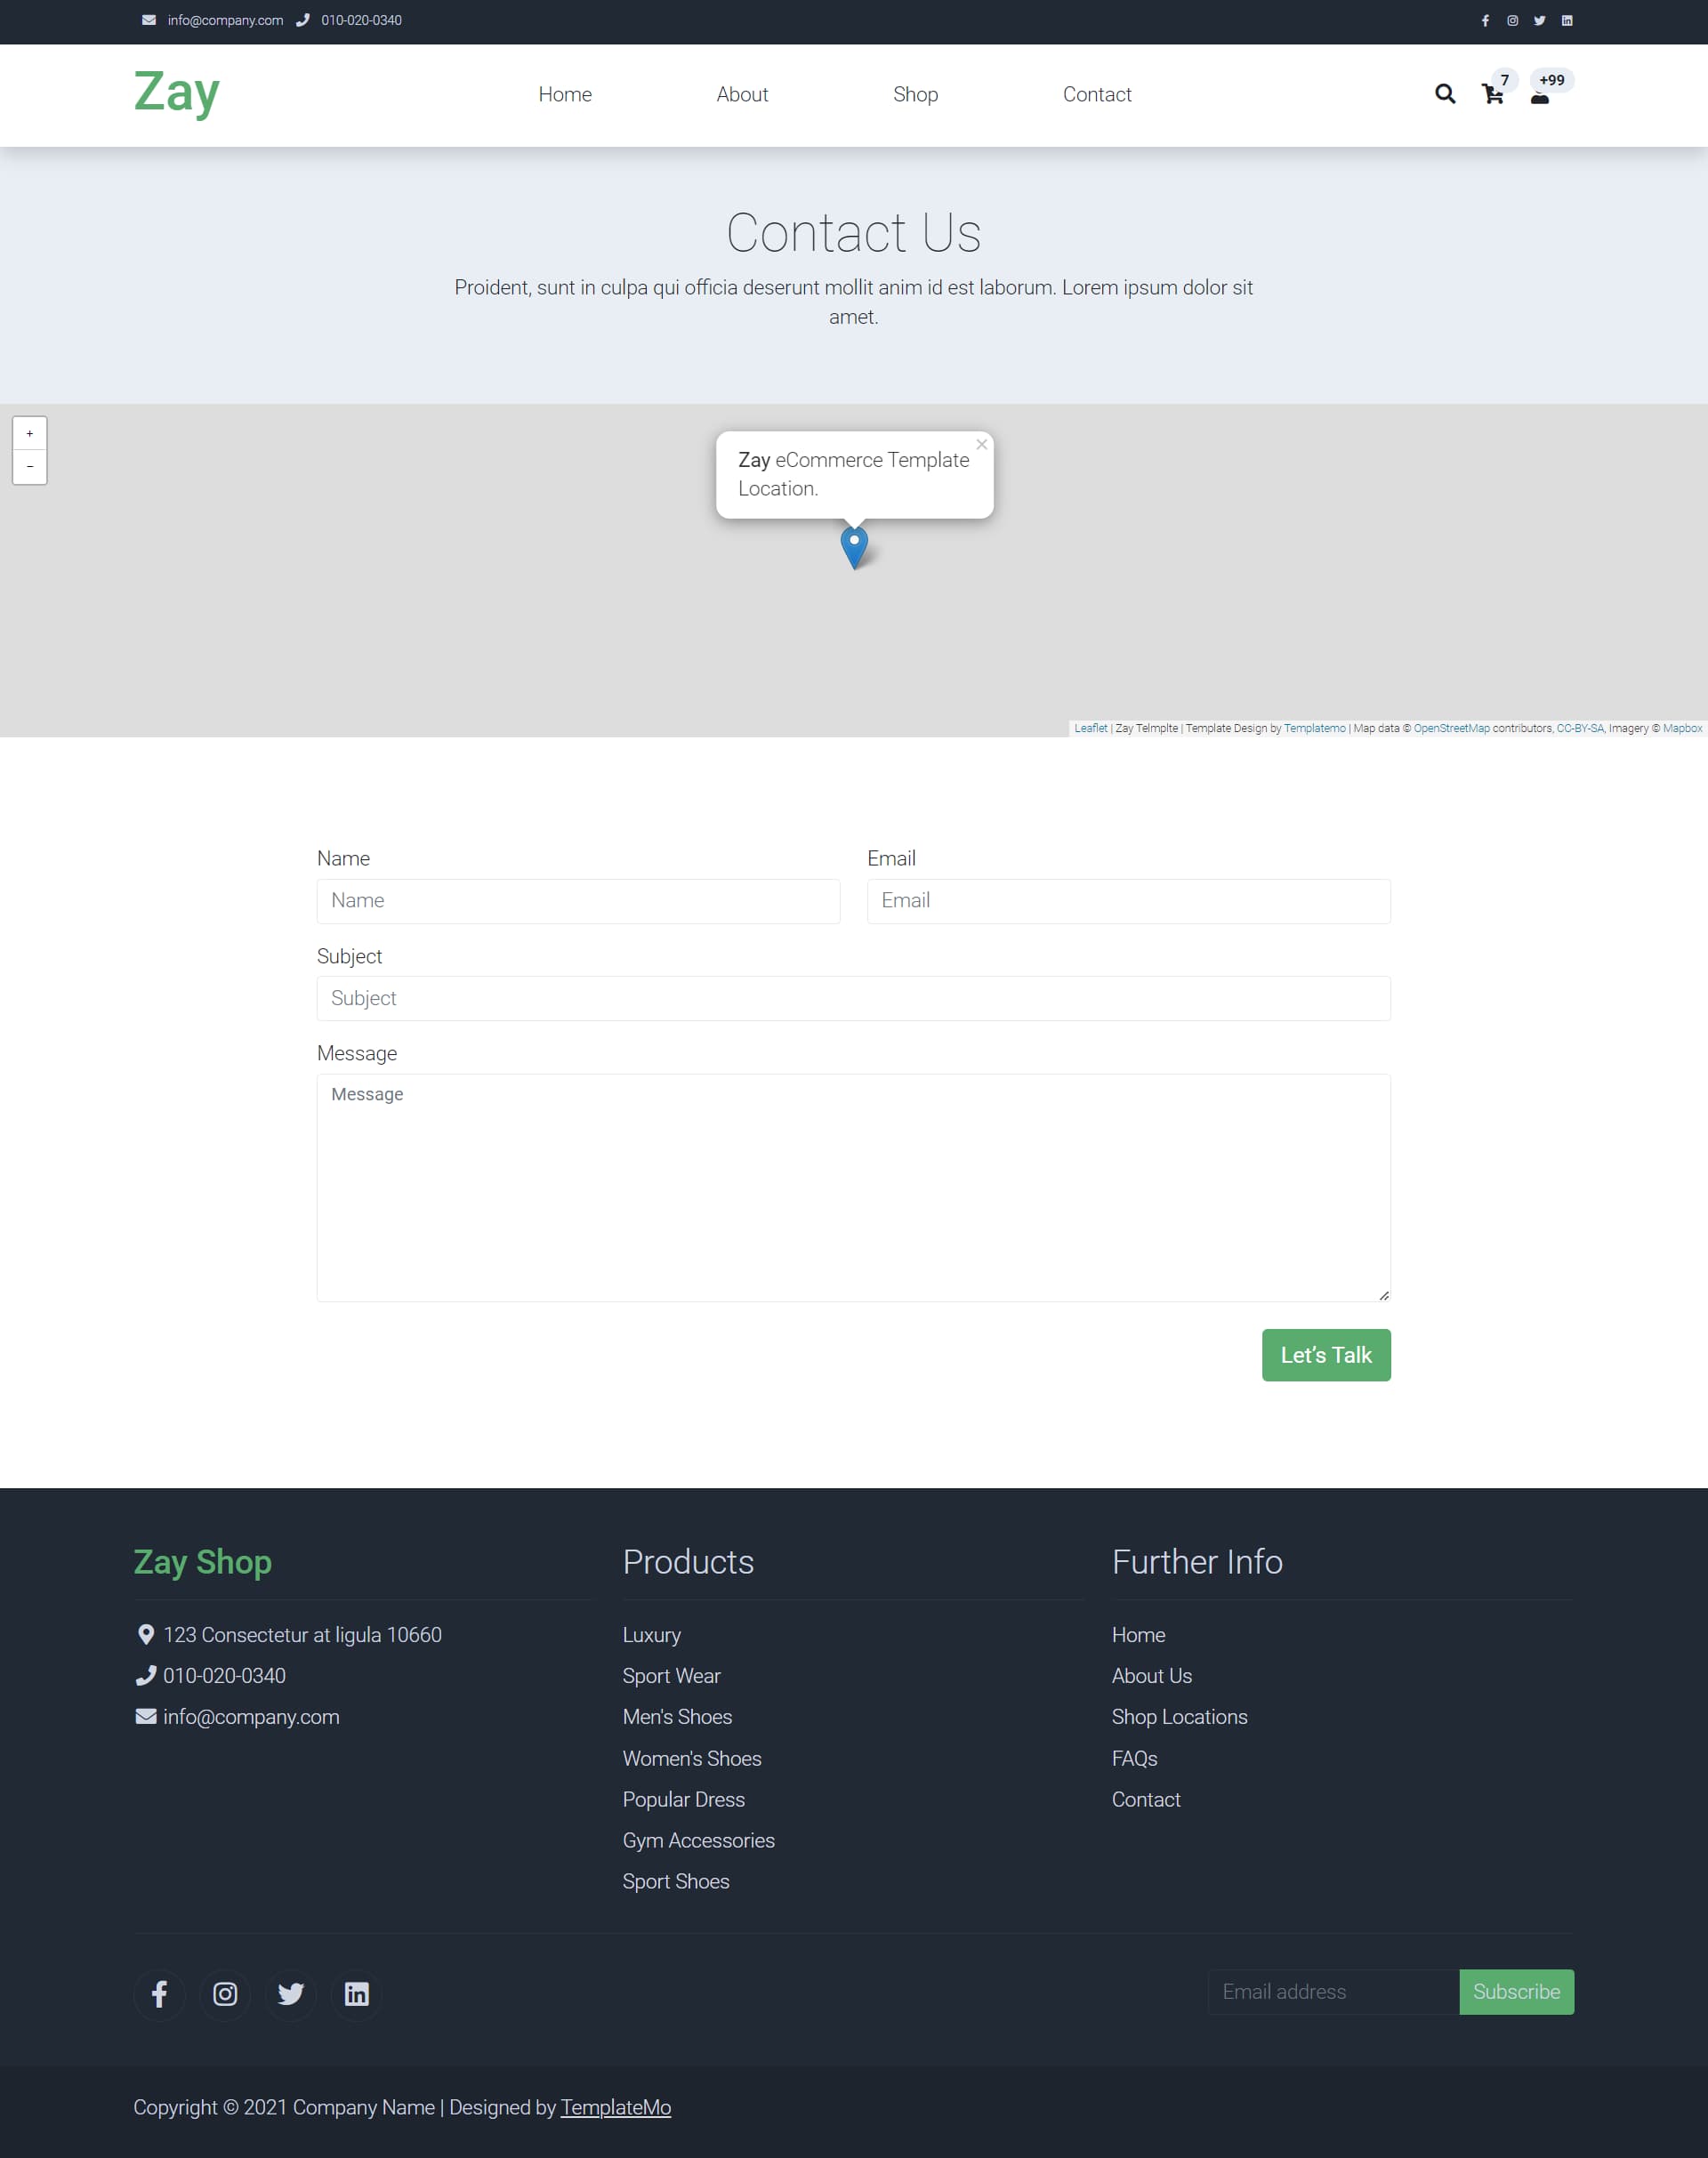 info@company.com 010-020-0340
Zay
Home About Shop Contact
7 +99
Contact Us
Proident, sunt in culpa qui officia deserunt mollit anim id est laborum. Lorem ipsum dolor sit
amet.
+
−
×
Zay eCommerce Template
Location.
Leaflet | Zay Telmplte | Template Design by Templatemo | Map data © OpenStreetMap contributors, CC-BY-SA, Imagery © Mapbox
Name
Name
Email
Email
Subject
Subject
Message
Message
Let’s Talk
Zay Shop
123 Consectetur at ligula 10660
010-020-0340
info@company.com
Products
Luxury
Sport Wear
Men's Shoes
Women's Shoes
Popular Dress
Gym Accessories
Sport Shoes
Further Info
Home
About Us
Shop Locations
FAQs
Contact
Email address
Subscribe
Copyright © 2021 Company Name | Designed by TemplateMo